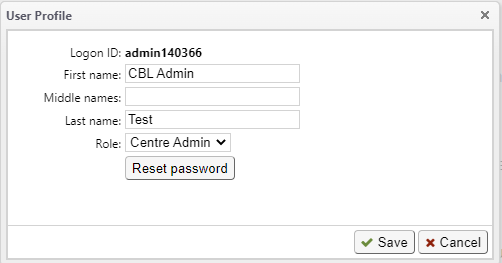 User Profile
Logon ID: admin140366
First name: CBL Admin
Middle names:
Last name: Test
Role: Centre Admin
Reset password
Save Cancel